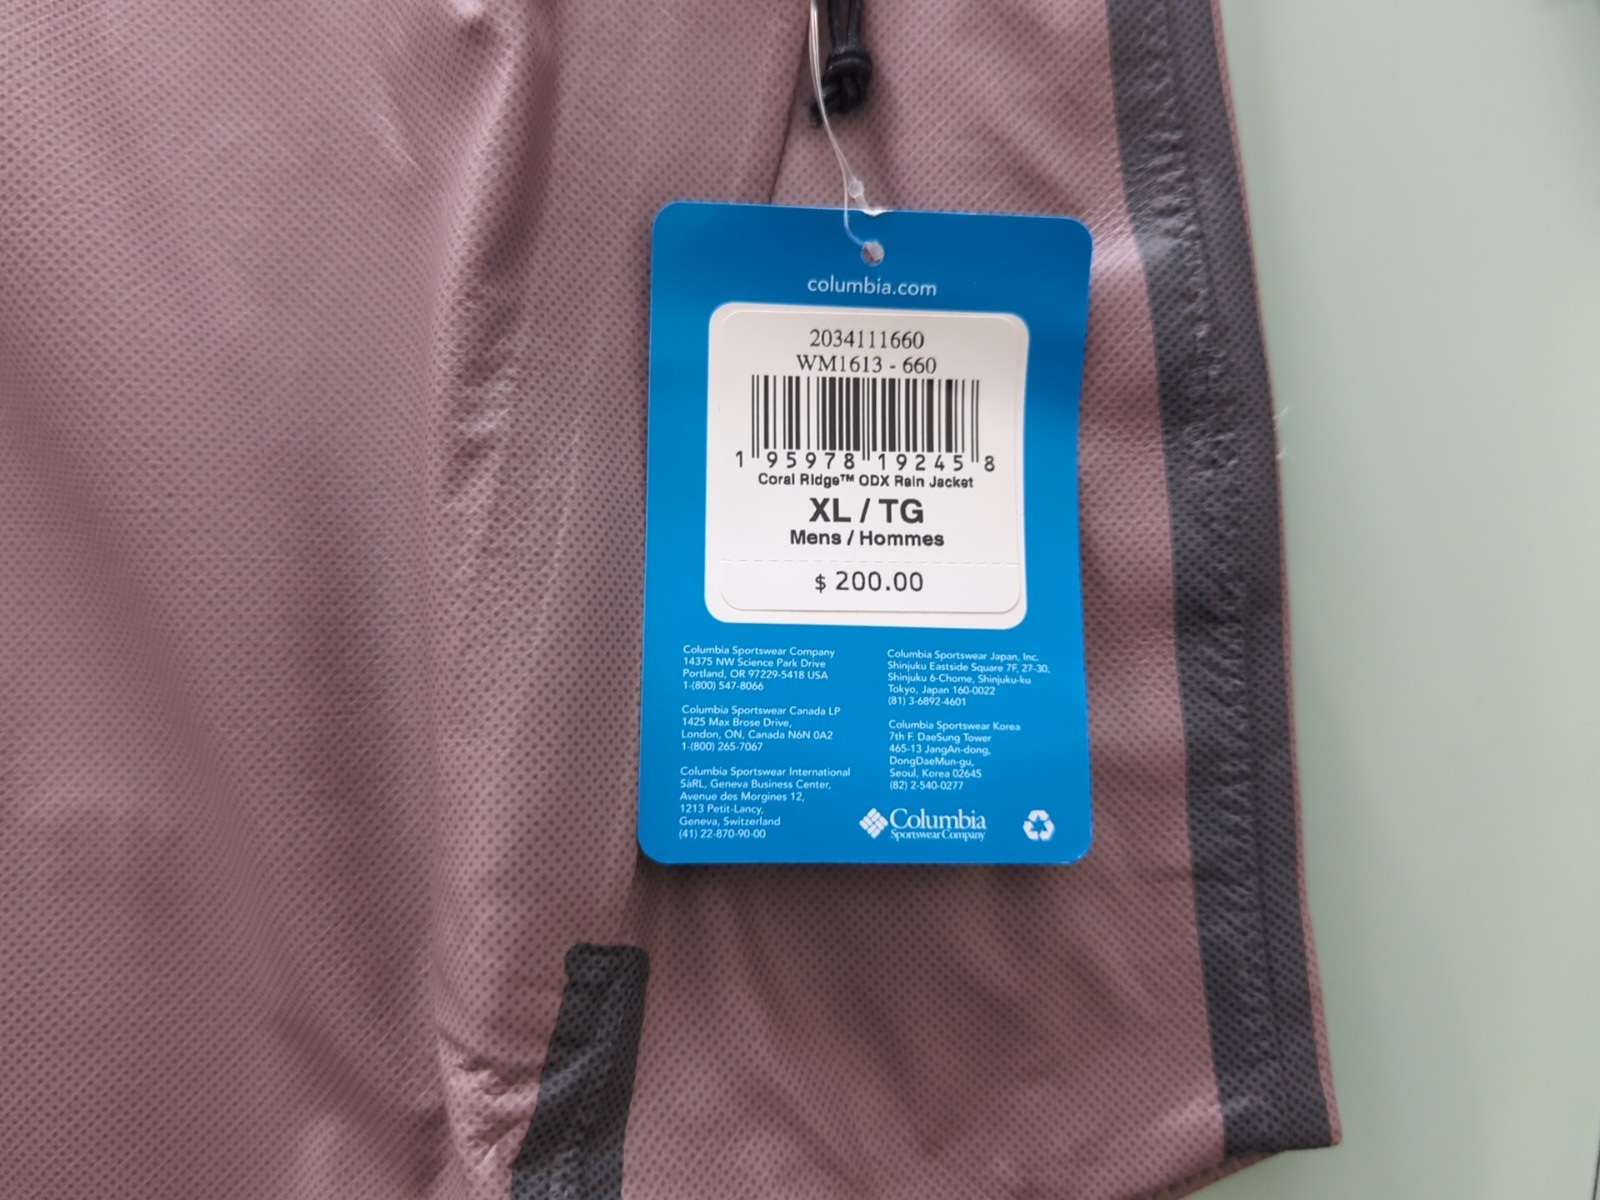 columbia.com
2034111660
WM1613 - 660
1 95978 19245 8
Coral Ridge™ ODX Rain Jacket
XL / TG
Mens / Hommes
$ 200.00
Columbia Sportswear Company
14375 NW Science Park Drive
Portland, OR 97229-5418 USA
1-(800) 547-8066
Columbia Sportswear Canada LP
1425 Max Brose Drive,
London, ON, Canada N6N 0A2
1-(800) 265-7067
Columbia Sportswear International
SàRL, Geneva Business Center,
Avenue des Morgines 12,
1213 Petit-Lancy,
Geneva, Switzerland
(41) 22-870-90-00
Columbia Sportswear Japan, Inc.
Shinjuku Eastside Square 7F, 27-30,
Shinjuku 6-Chome, Shinjuku-ku
Tokyo, Japan 160-0022
(81) 3-6892-4601
Columbia Sportswear Korea
7th F. DaeSung Tower
465-13 JangAn-dong,
DongDaeMun-gu,
Seoul, Korea 02645
(82) 2-540-0277
Columbia
Sportswear Company